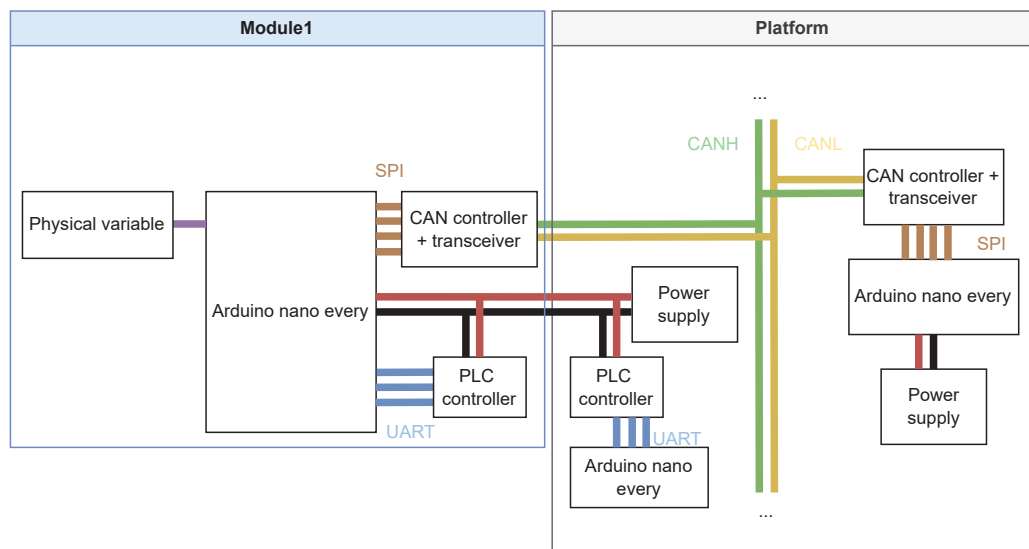 Module1
Platform
...
CANH
CANL
SPI
CAN controller +
transceiver
Physical variable
CAN controller
+ transceiver
SPI
Arduino nano every
Power
supply
Arduino nano every
PLC
controller
PLC
controller
Power
supply
UART
UART
Arduino nano
every
...